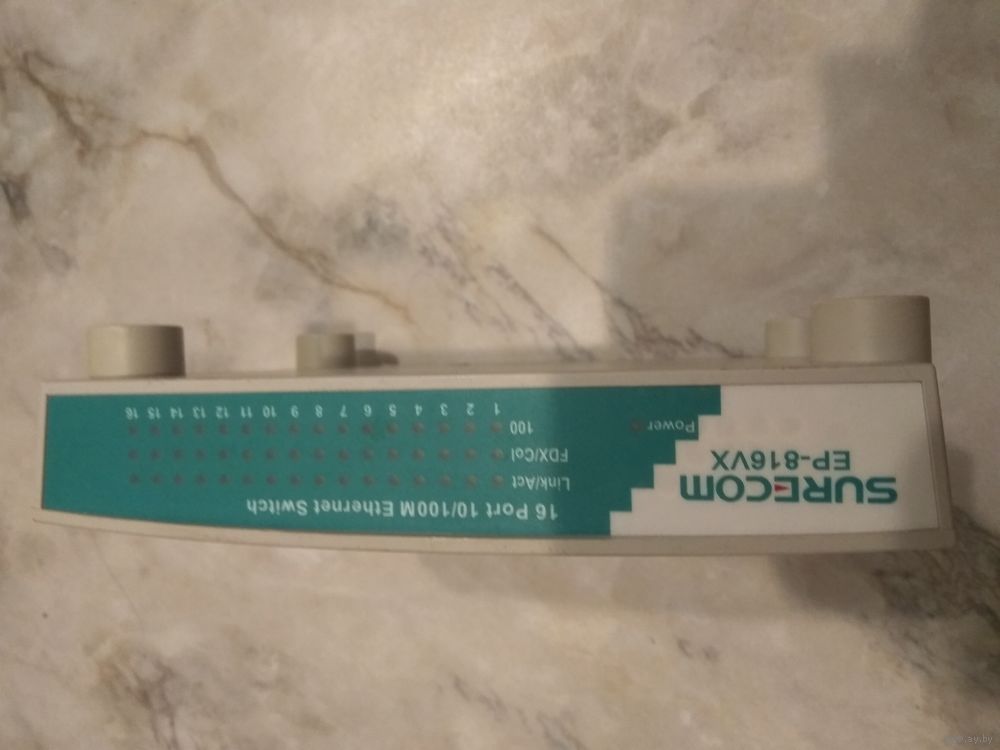 SURECOM
EP-816VX
16 Port 10/100M Ethernet Switch
Link/Act
FDX/Col
100
Power
1 2 3 4 5 6 7 8 9 10 11 12 13 14 15 16